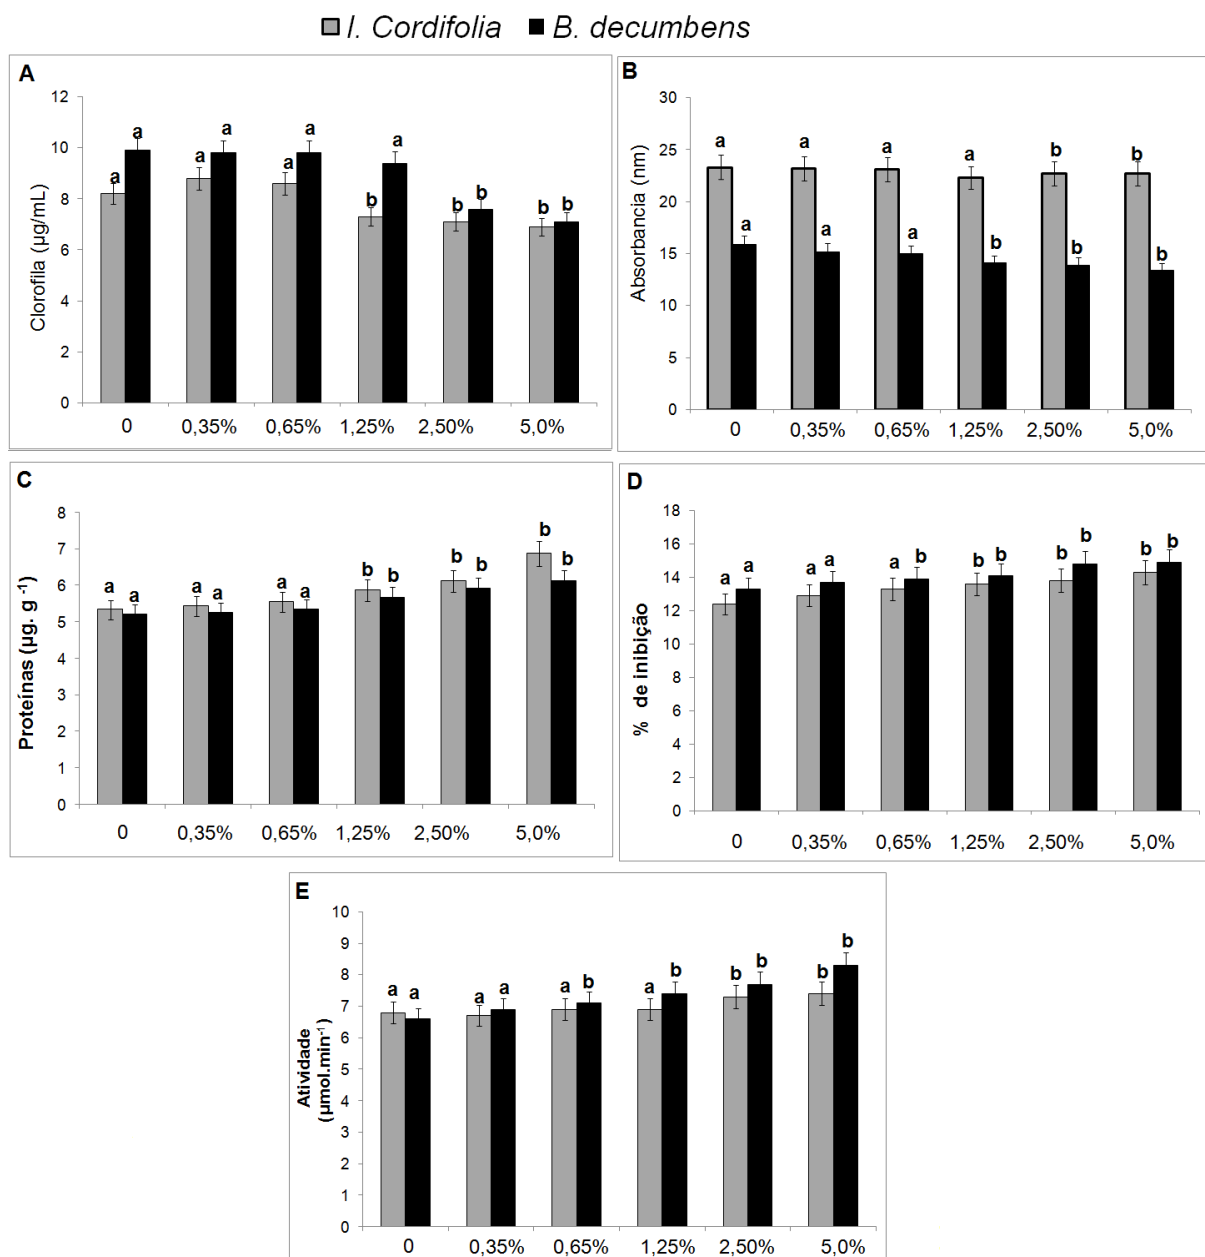 I. Cordifolia B. decumbens
A
Clorofila (µg/mL)
12
10
8
6
4
2
0
a a a a a a b a b b b b
0 0,35% 0,65% 1,25% 2,50% 5,0%
B
Absorbancia (nm)
30
25
20
15
10
5
0
a a a a a a a b b b b b
0 0,35% 0,65% 1,25% 2,50% 5,0%
C
Proteínas (µg. g -1)
8
7
6
5
4
3
2
1
0
a a a a a a b b b b b b
0 0,35% 0,65% 1,25% 2,50% 5,0%
D
% de inibição
18
16
14
12
10
8
6
4
2
0
a a a a a b b b b b b b
0 0,35% 0,65% 1,25% 2,50% 5,0%
E
Atividade
(µmol.min-1)
10
9
8
7
6
5
4
3
2
1
0
a a a a a b a b b b b b
0 0,35% 0,65% 1,25% 2,50% 5,0%